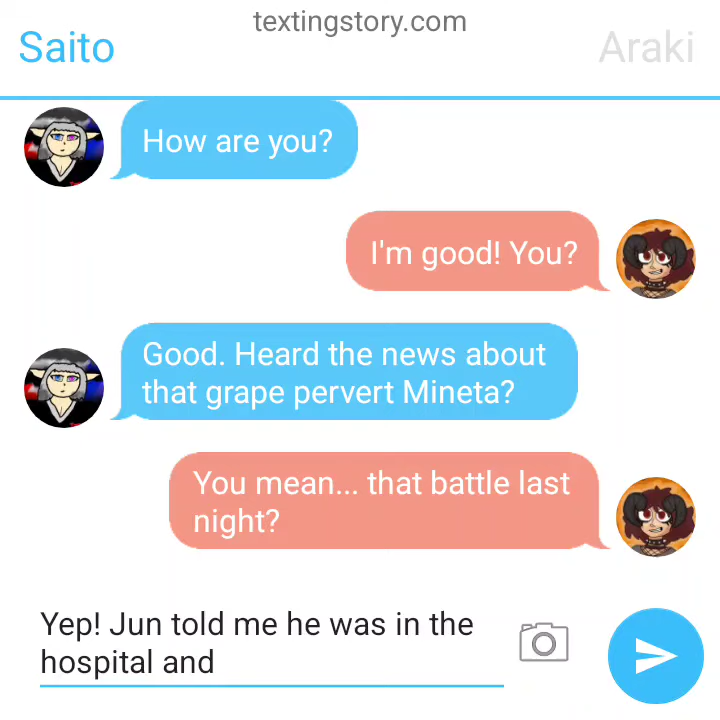 textingstory.com
Saito
Araki
How are you?
I'm good! You?
Good. Heard the news about
that grape pervert Mineta?
You mean... that battle last
night?
Yep! Jun told me he was in the
hospital and